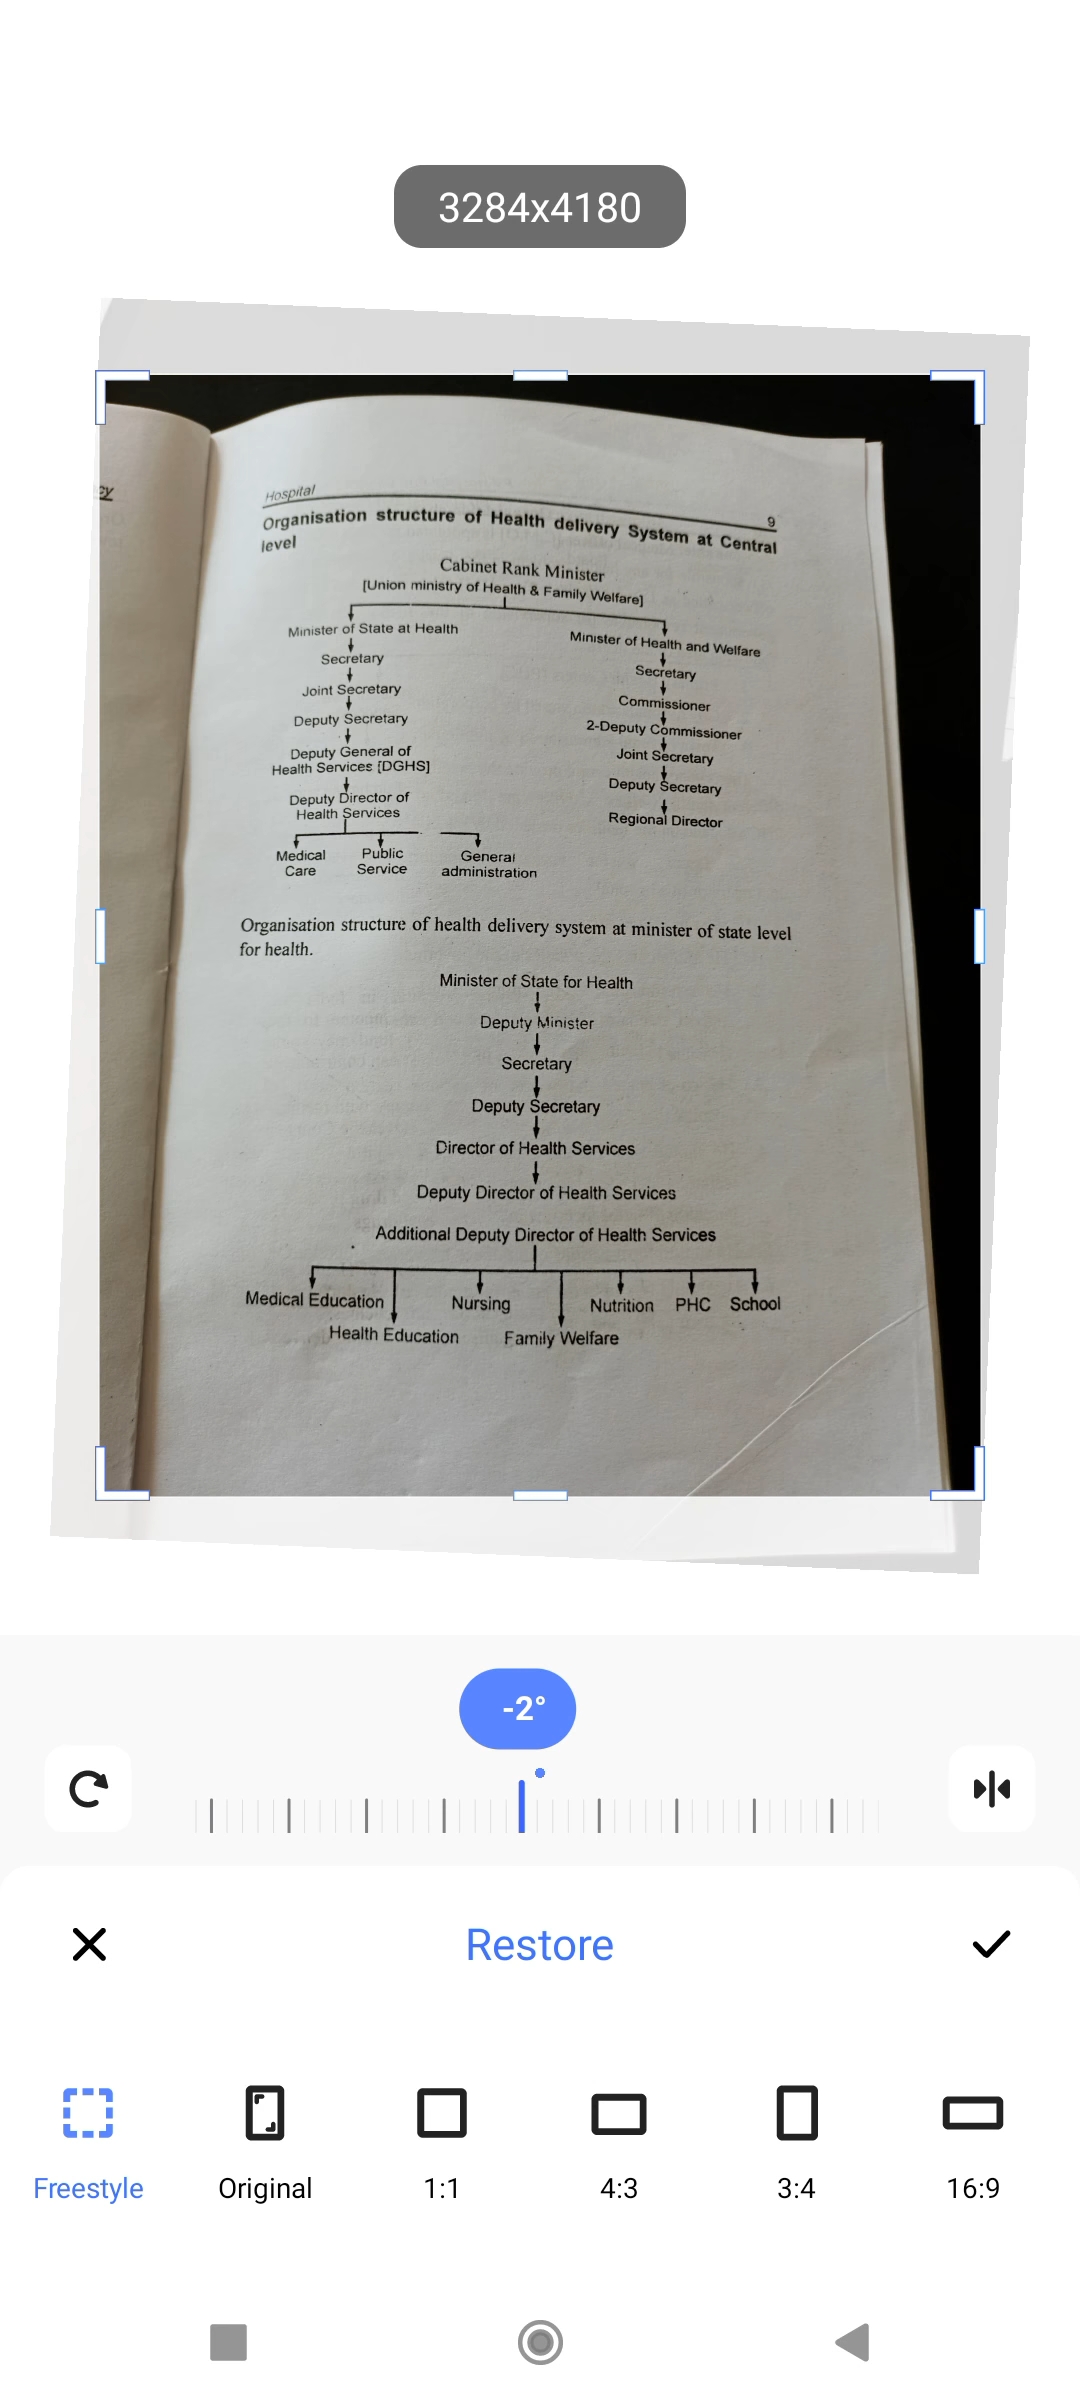 3284x4180
Hospital
9
Organisation structure of Health delivery System at Central
level
Cabinet Rank Minister
[Union ministry of Health & Family Welfare]
Minister of State at Health
Minister of Health and Welfare
Secretary
Secretary
Joint Secretary
Commissioner
Deputy Secretary
2-Deputy Commissioner
Deputy General of
Health Services [DGHS]
Joint Secretary
Deputy Director of
Health Services
Deputy Secretary
Regional Director
Medical
Care
Public
Service
General
administration
Organisation structure of health delivery system at minister of state level
for health.
Minister of State for Health
Deputy Minister
Secretary
Deputy Secretary
Director of Health Services
Deputy Director of Health Services
Additional Deputy Director of Health Services
Medical Education Nursing Nutrition PHC School
Health Education Family Welfare
-2°
Restore
Freestyle Original 1:1 4:3 3:4 16:9